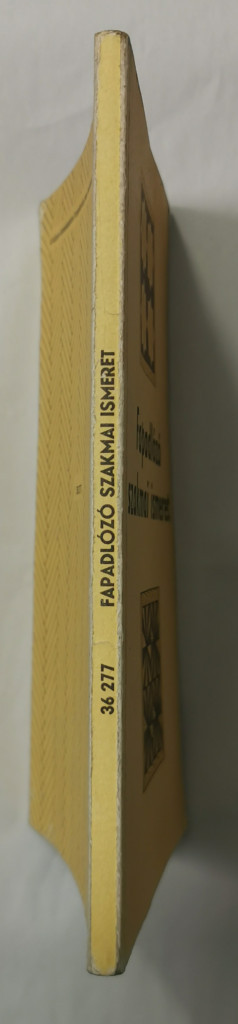 36 277 FAPADLÓZÓ SZAKMAI ISMERET
Fapadlózó
szakmai ismeret